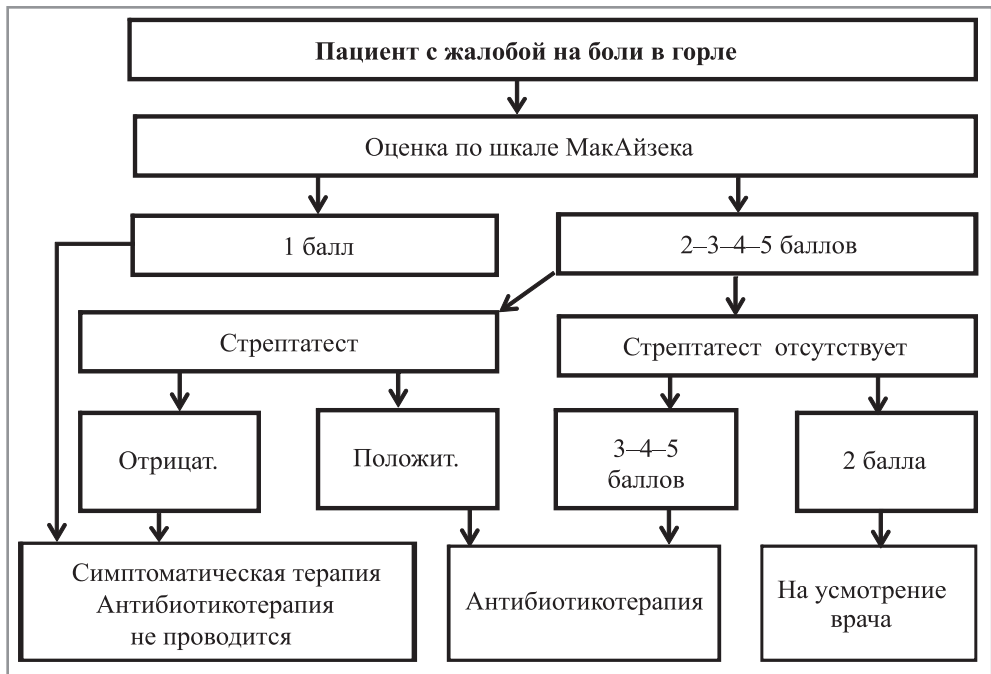 Пациент с жалобой на боли в горле
Оценка по шкале МакАйзека
1 балл
2–3–4–5 баллов
Стрептатест
Стрептатест отсутствует
Отрицат.
Положит.
3–4–5
баллов
2 балла
Симптоматическая терапия
Антибиотикотерапия
не проводится
Антибиотикотерапия
На усмотрение
врача